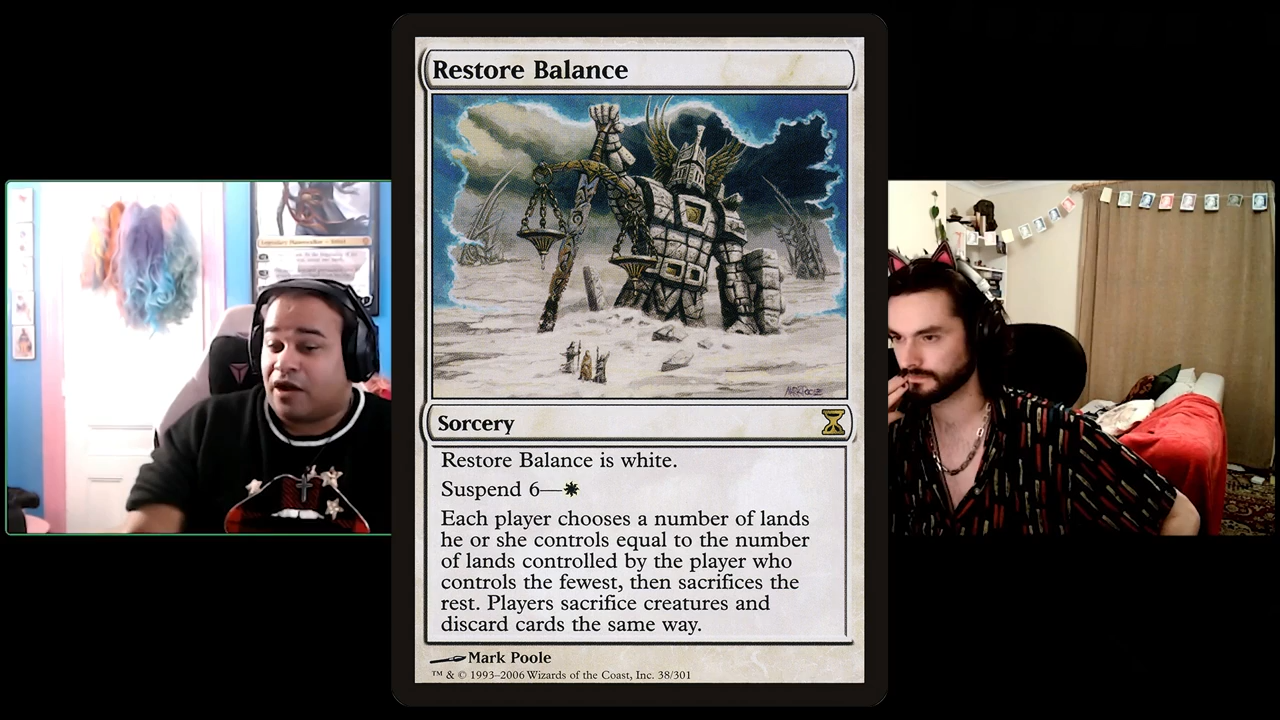 Restore Balance
MARK POOLE
Sorcery
Restore Balance is white.
Suspend 6—
Each player chooses a number of lands
he or she controls equal to the number
of lands controlled by the player who
controls the fewest, then sacrifices the
rest. Players sacrifice creatures and
discard cards the same way.
Mark Poole
™ & © 1993–2006 Wizards of the Coast, Inc. 38/301